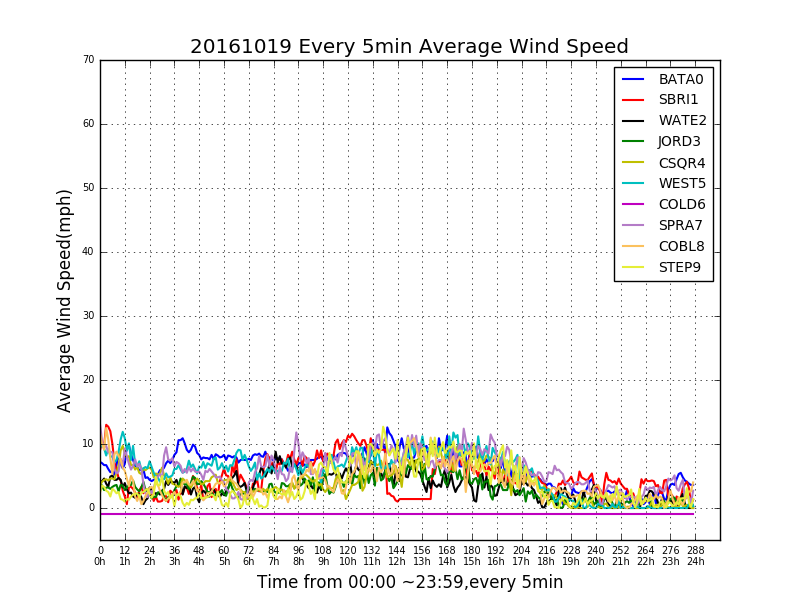 20161019 Every 5min Average Wind Speed
70
60
50
40
30
20
10
0
Average Wind Speed(mph)
BATA0
SBRI1
WATE2
JORD3
CSQR4
WEST5
COLD6
SPRA7
COBL8
STEP9
0 12 24 36 48 60 72 84 96 108 120 132 144 156 168 180 192 204 216 228 240 252 264 276 288
0h 1h 2h 3h 4h 5h 6h 7h 8h 9h 10h 11h 12h 13h 14h 15h 16h 17h 18h 19h 20h 21h 22h 23h 24h
Time from 00:00 ~23:59,every 5min